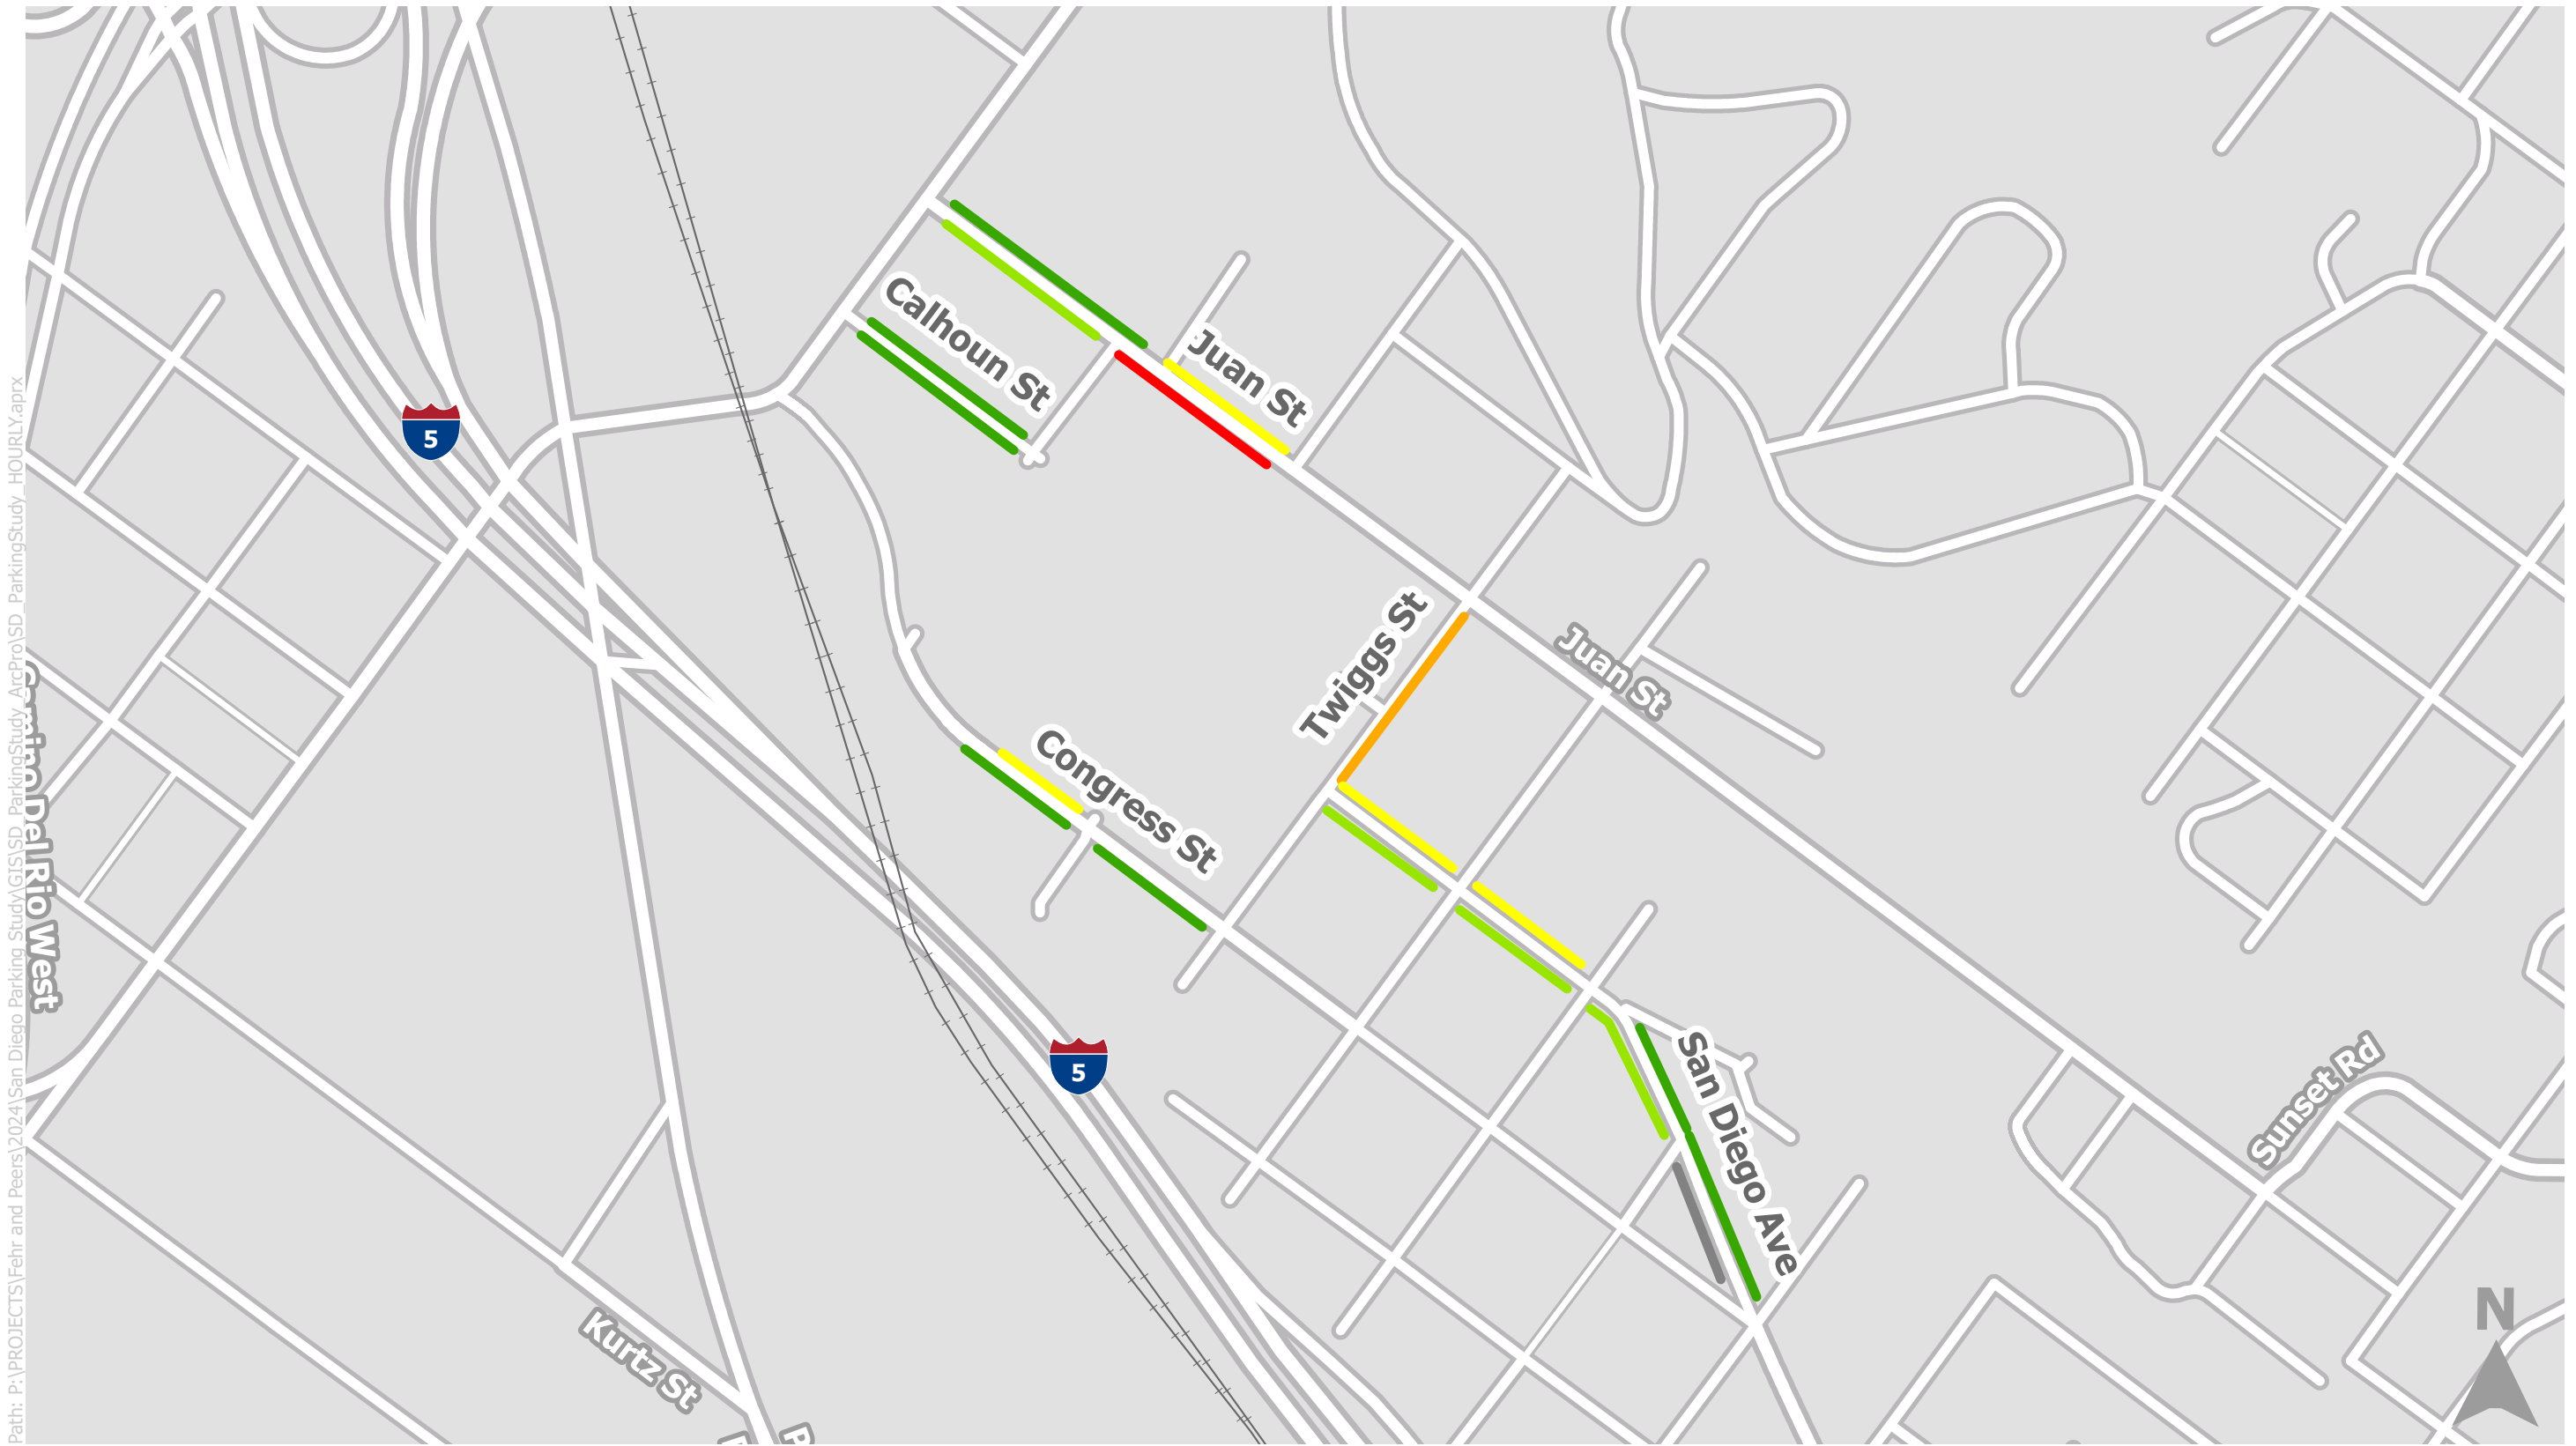 Calhoun St
Juan St
5
Twiggs St
Juan St
Congress St
Camino Del Rio West
5
San Diego Ave
Sunset Rd
Kurtz St
N
Path: P:\PROJECTS\Fehr and Peers\2024\San Diego Parking Study\GIS\SD_ParkingStudy_ArcPro\SD_ParkingStudy_HOURLY.aprx